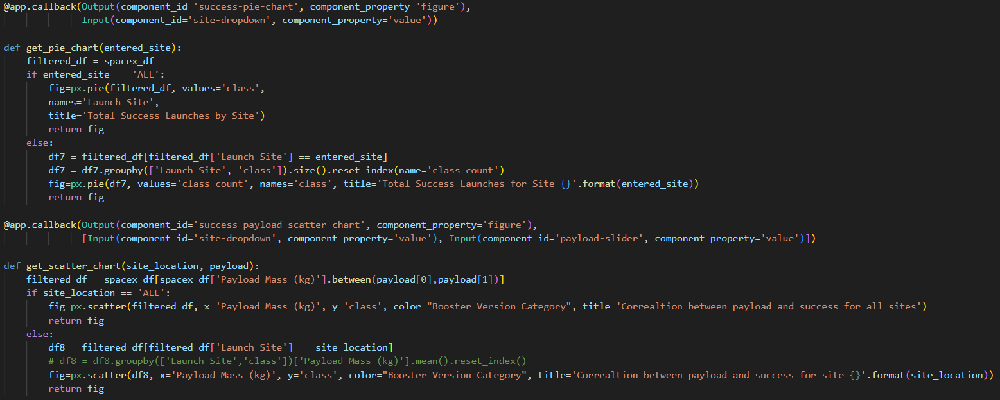 @app.callback(Output(component_id='success-pie-chart', component_property='figure'),
              Input(component_id='site-dropdown', component_property='value'))

def get_pie_chart(entered_site):
    filtered_df = spacex_df
    if entered_site == 'ALL':
        fig=px.pie(filtered_df, values='class',
        names='Launch Site',
        title='Total Success Launches by Site')
        return fig
    else:
        df7 = filtered_df[filtered_df['Launch Site'] == entered_site]
        df7 = df7.groupby(['Launch Site', 'class']).size().reset_index(name='class count')
        fig=px.pie(df7, values='class count', names='class', title='Total Success Launches for Site {}'.format(entered_site))
        return fig

@app.callback(Output(component_id='success-payload-scatter-chart', component_property='figure'),
              [Input(component_id='site-dropdown', component_property='value'), Input(component_id='payload-slider', component_property='value')])

def get_scatter_chart(site_location, payload):
    filtered_df = spacex_df[spacex_df['Payload Mass (kg)'].between(payload[0],payload[1])]
    if site_location == 'ALL':
        fig=px.scatter(filtered_df, x='Payload Mass (kg)', y='class', color="Booster Version Category", title='Correaltion between payload and success for all sites')
        return fig
    else:
        df8 = filtered_df[filtered_df['Launch Site'] == site_location]
        # df8 = df8.groupby(['Launch Site','class'])['Payload Mass (kg)'].mean().reset_index()
        fig=px.scatter(df8, x='Payload Mass (kg)', y='class', color="Booster Version Category", title='Correaltion between payload and success for site {}'.format(site_location))
        return fig